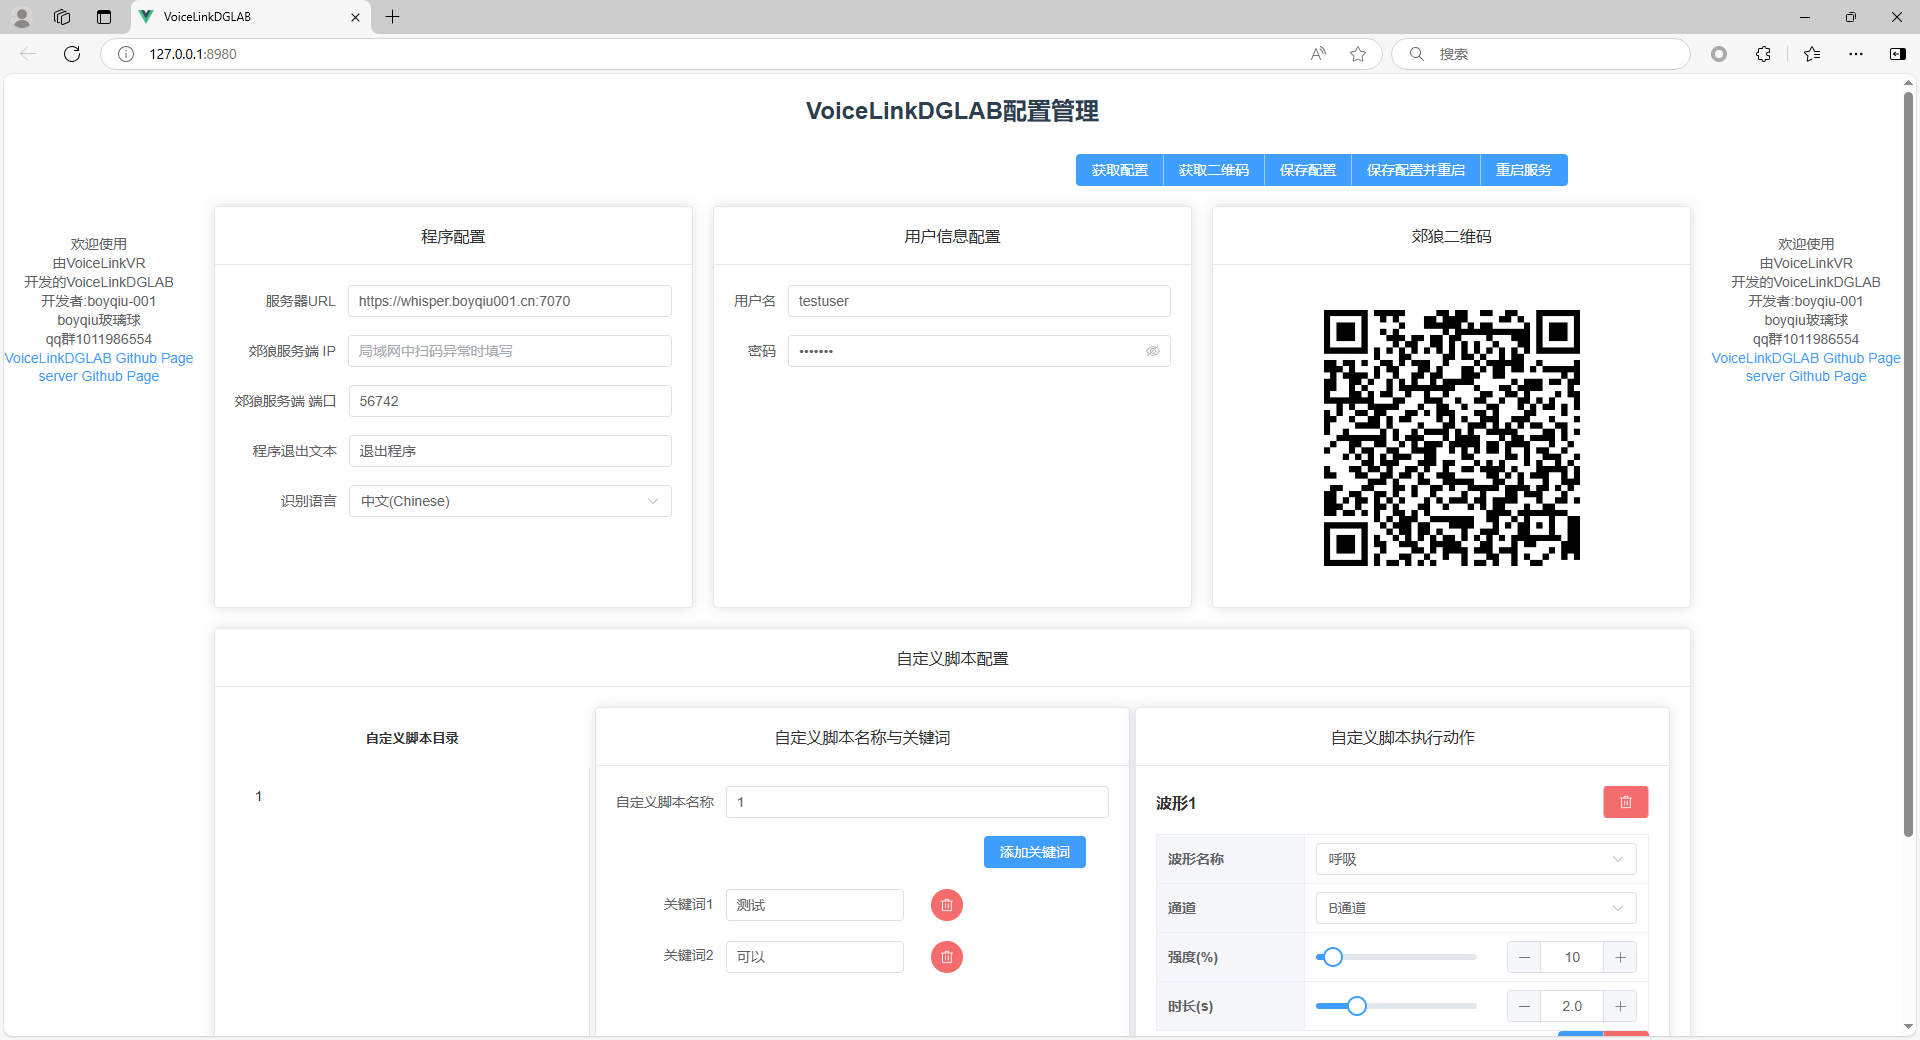 VoiceLinkDGLAB
127.0.0.1:8980
搜索
VoiceLinkDGLAB配置管理
获取配置 获取二维码 保存配置 保存配置并重启 重启服务
欢迎使用
由VoiceLinkVR
开发的VoiceLinkDGLAB
开发者:boyqiu-001
boyqiu玻璃球
qq群1011986554
VoiceLinkDGLAB Github Page
server Github Page
程序配置
服务器URL https://whisper.boyqiu001.cn:7070
郊狼服务端 IP 局域网中扫码异常时填写
郊狼服务端 端口 56742
程序退出文本 退出程序
识别语言 中文(Chinese)
用户信息配置
用户名 testuser
密码 •••••••
郊狼二维码
欢迎使用
由VoiceLinkVR
开发的VoiceLinkDGLAB
开发者:boyqiu-001
boyqiu玻璃球
qq群1011986554
VoiceLinkDGLAB Github Page
server Github Page
自定义脚本配置
自定义脚本目录
1
自定义脚本名称与关键词
自定义脚本名称 1
添加关键词
关键词1 测试
关键词2 可以
自定义脚本执行动作
波形1
波形名称 呼吸
通道 B通道
强度(%) 10
时长(s) 2.0